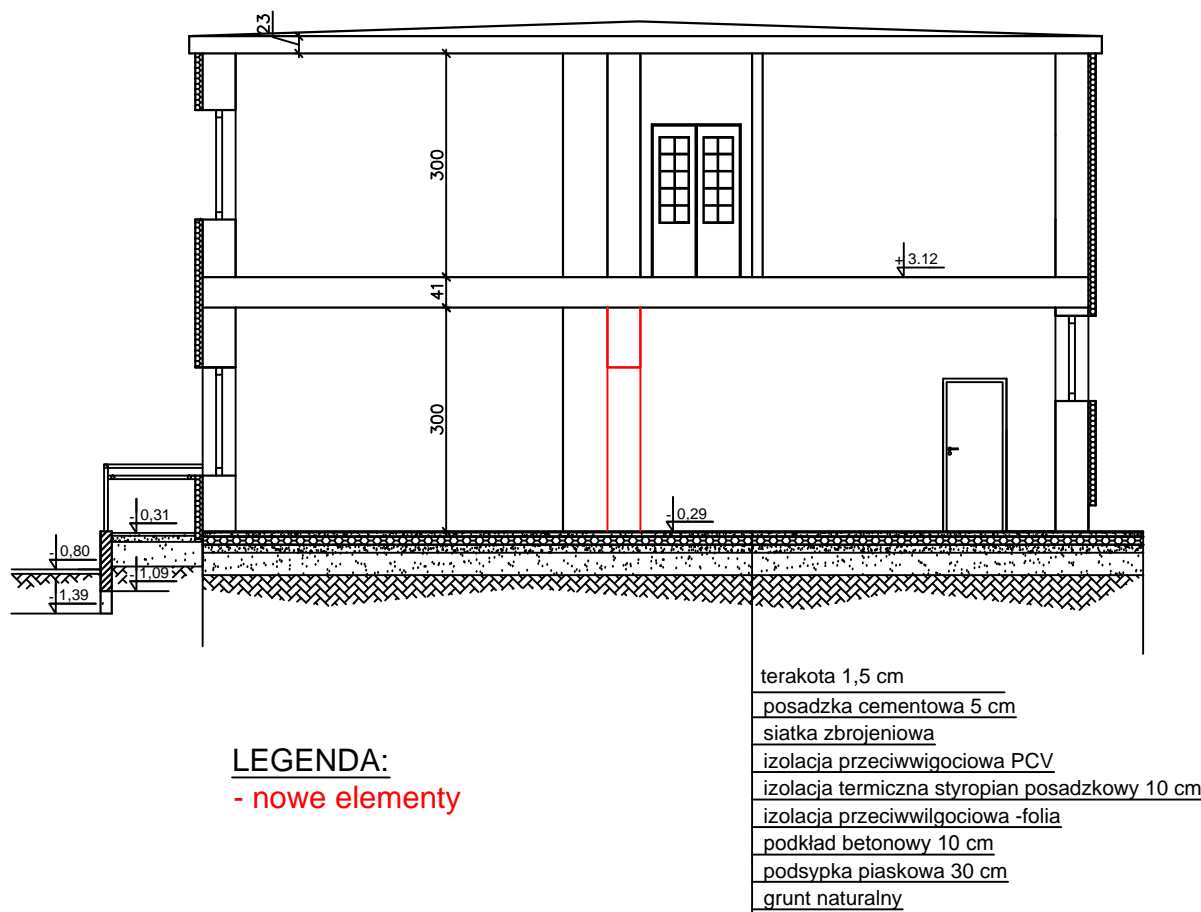 23
300
+ 3.12
41
300
- 0,31
- 0,29
- 0,80
- 1,09
- 1,39
terakota 1,5 cm
posadzka cementowa 5 cm
siatka zbrojeniowa
izolacja przeciwwigociowa PCV
izolacja termiczna styropian posadzkowy 10 cm
izolacja przeciwwilgociowa -folia
podkład betonowy 10 cm
podsypka piaskowa 30 cm
grunt naturalny
LEGENDA:
- nowe elementy